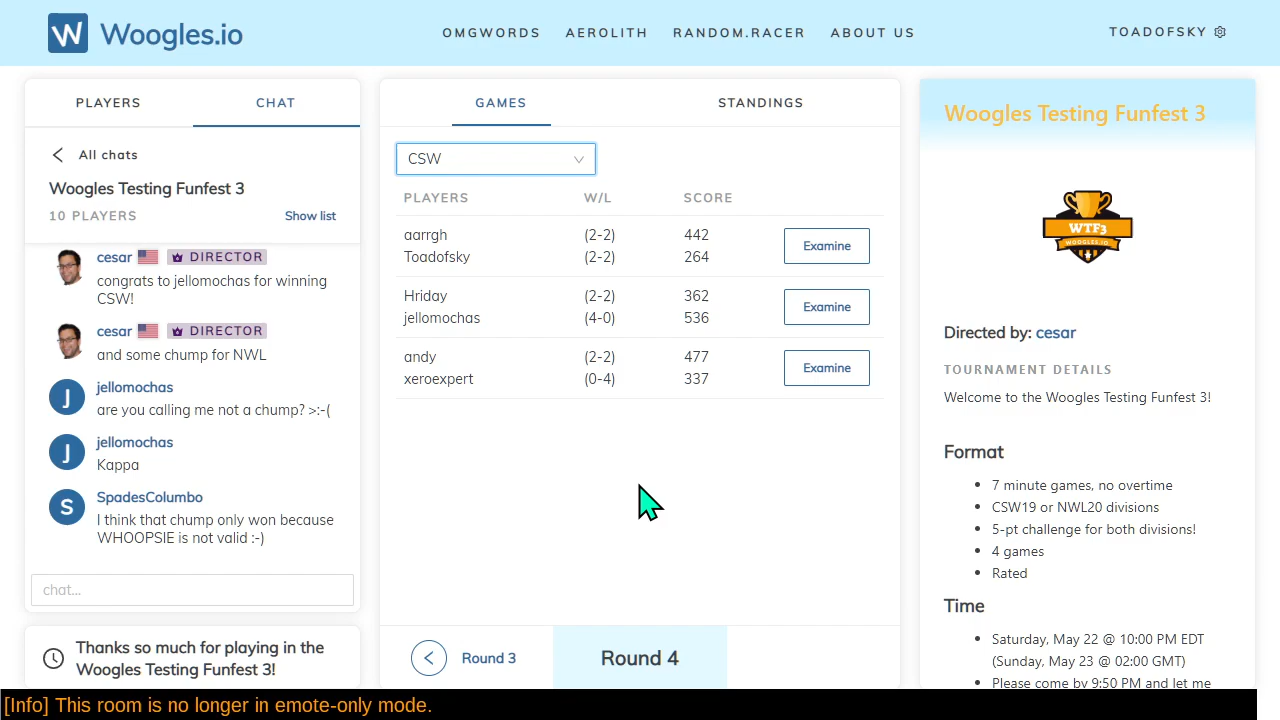 W Woogles.io
OMGWORDS AEROLITH RANDOM.RACER ABOUT US TOADOFSKY
PLAYERS CHAT
All chats
Woogles Testing Funfest 3
10 PLAYERS Show list
cesar DIRECTOR
congrats to jellomochas for winning
CSW!
cesar DIRECTOR
and some chump for NWL
J jellomochas
are you calling me not a chump? >:-(
J jellomochas
Kappa
S SpadesColumbo
I think that chump only won because
WHOOPSIE is not valid :-)
chat...
Thanks so much for playing in the
Woogles Testing Funfest 3!
GAMES STANDINGS
CSW
PLAYERS W/L SCORE
aarrgh (2-2) 442
Toadofsky (2-2) 264
Examine
Hriday (2-2) 362
jellomochas (4-0) 536
Examine
andy (2-2) 477
xeroexpert (0-4) 337
Examine
Round 3 Round 4
Woogles Testing Funfest 3
WTF3
WOOGLES.IO
Directed by: cesar
TOURNAMENT DETAILS
Welcome to the Woogles Testing Funfest 3!
Format
7 minute games, no overtime
CSW19 or NWL20 divisions
5-pt challenge for both divisions!
4 games
Rated
Time
Saturday, May 22 @ 10:00 PM EDT
(Sunday, May 23 @ 02:00 GMT)
Please come by 9:50 PM and let me
[Info] This room is no longer in emote-only mode.